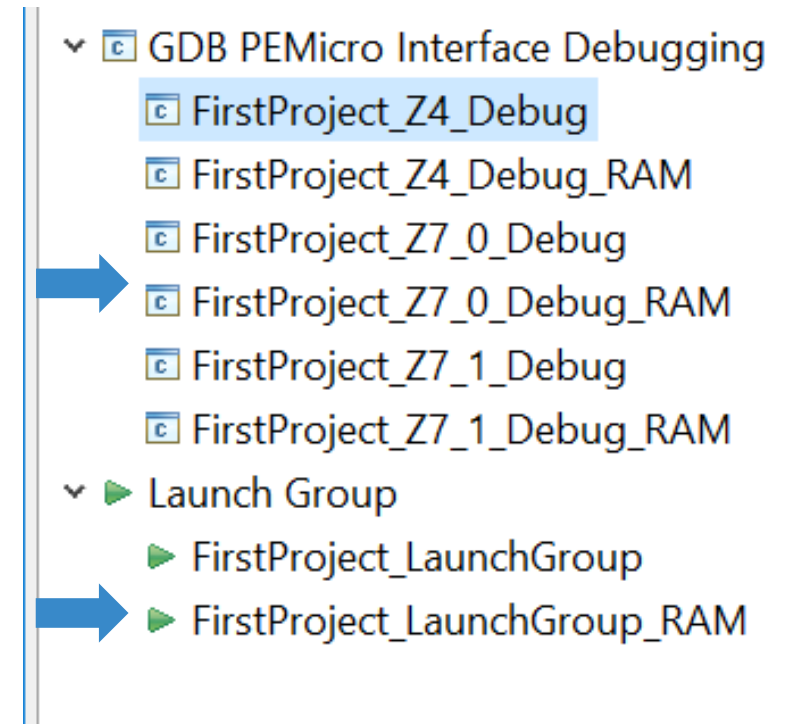 GDB PEMicro Interface Debugging
FirstProject_Z4_Debug
FirstProject_Z4_Debug_RAM
FirstProject_Z7_0_Debug
FirstProject_Z7_0_Debug_RAM
FirstProject_Z7_1_Debug
FirstProject_Z7_1_Debug_RAM
Launch Group
FirstProject_LaunchGroup
FirstProject_LaunchGroup_RAM